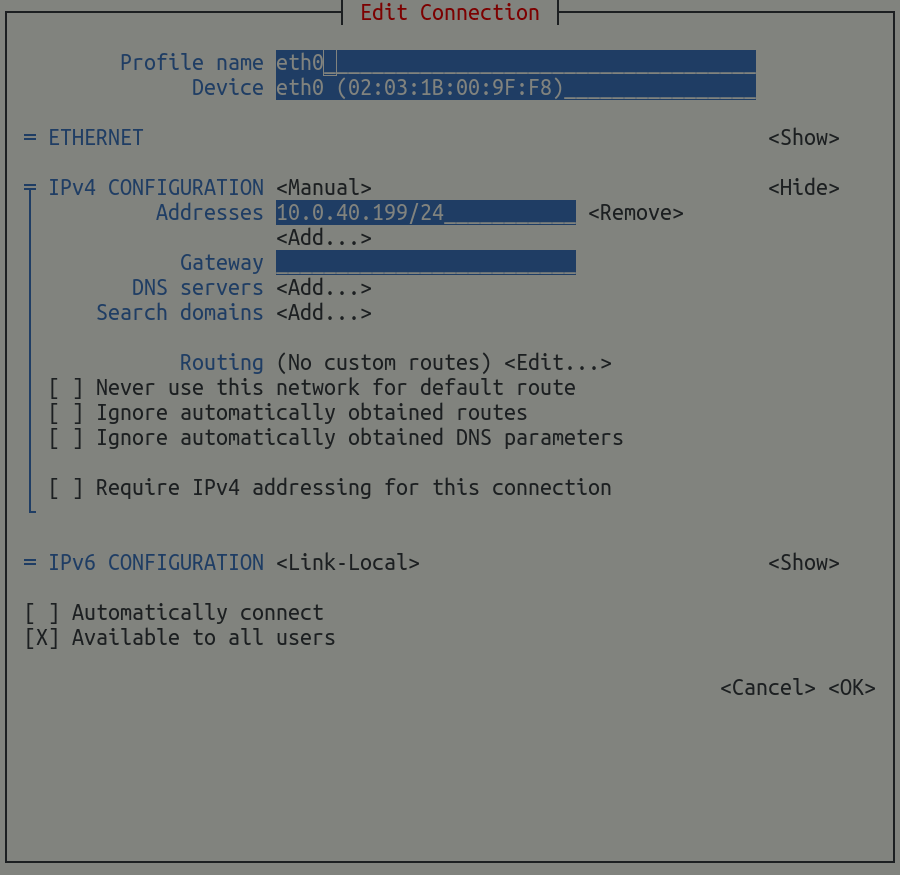 Edit Connection
Profile name eth0
Device eth0 (02:03:1B:00:9F:F8)
= ETHERNET <Show>
= IPv4 CONFIGURATION <Manual> <Hide>
Addresses 10.0.40.199/24 <Remove>
<Add...>
Gateway
DNS servers <Add...>
Search domains <Add...>
Routing (No custom routes) <Edit...>
[ ] Never use this network for default route
[ ] Ignore automatically obtained routes
[ ] Ignore automatically obtained DNS parameters
[ ] Require IPv4 addressing for this connection
= IPv6 CONFIGURATION <Link-Local> <Show>
[ ] Automatically connect
[X] Available to all users
<Cancel> <OK>